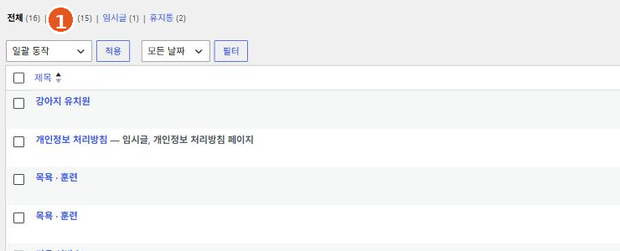 전체 (16) | (15) | 임시글 (1) | 휴지통 (2)
1
일괄 동작 적용 모든 날짜 필터
제목
강아지 유치원
개인정보 처리방침 — 임시글, 개인정보 처리방침 페이지
목욕 · 훈련
목욕 · 훈련